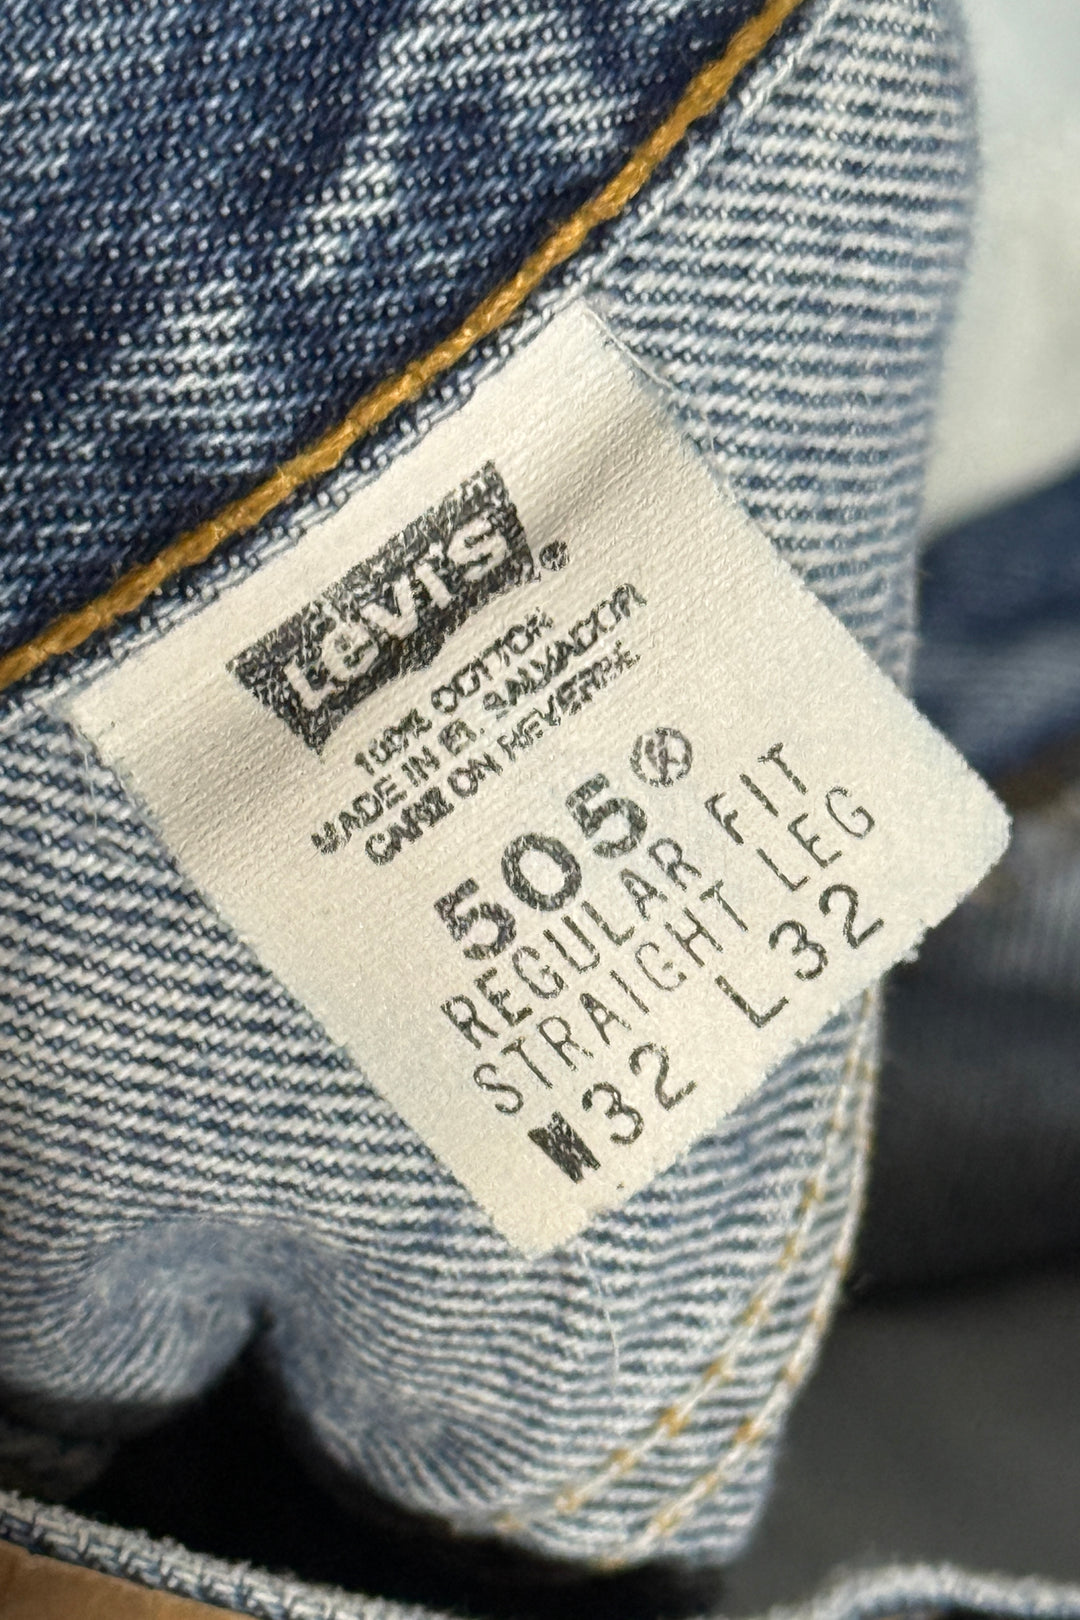 Levi's®
100% COTTON
MADE IN EL SALVADOR
CARE ON REVERSE
505®
REGULAR FIT
STRAIGHT LEG
W32 L32